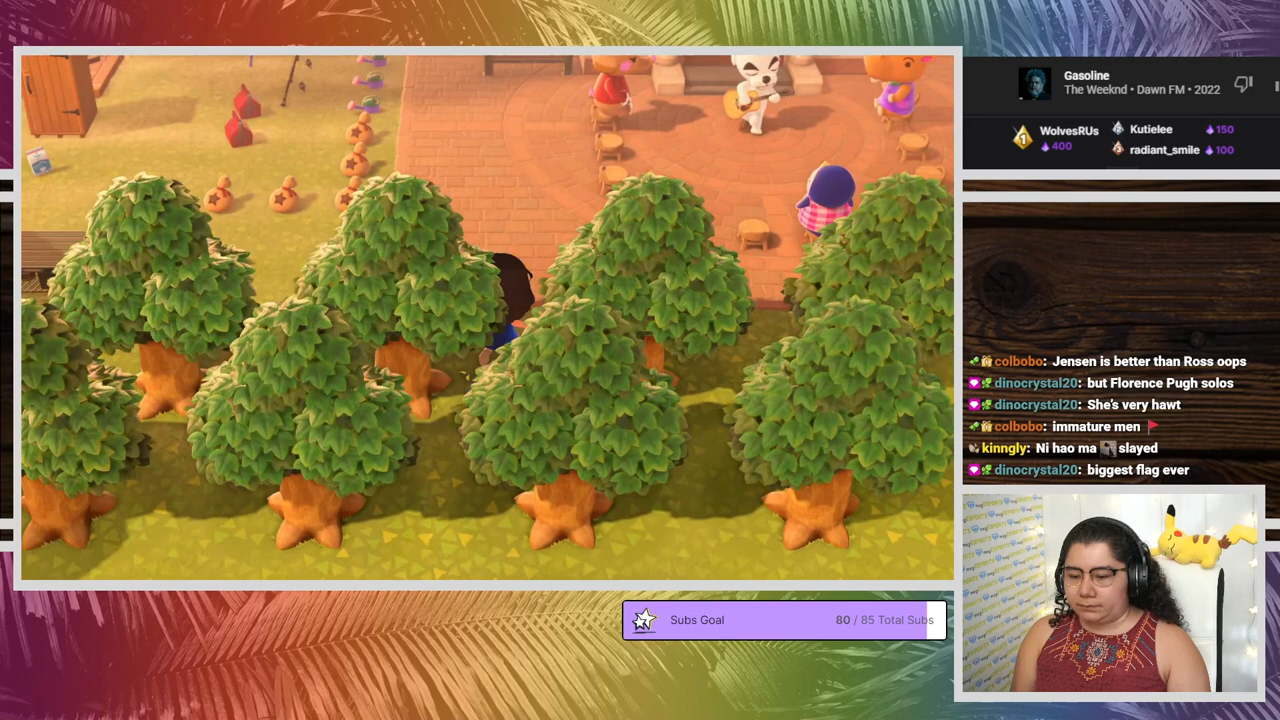 Gasoline
The Weeknd • Dawn FM • 2022
1 WolvesRUs
400
Kutielee 150
radiant_smile 100
colbobo: Jensen is better than Ross oops
dinocrystal20: but Florence Pugh solos
dinocrystal20: She's very hawt
colbobo: immature men
kinngly: Ni hao ma slayed
dinocrystal20: biggest flag ever
Subs Goal 80 / 85 Total Subs